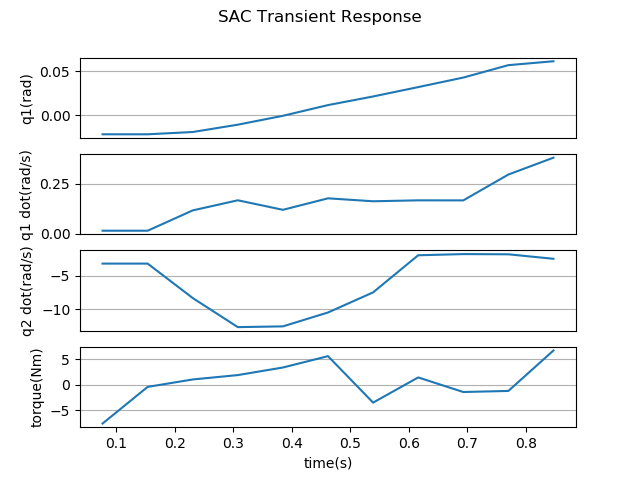 SAC Transient Response
q1(rad)
0.05
0.00
q1 dot(rad/s)
0.25
0.00
q2 dot(rad/s)
−5
−10
torque(Nm)
5
0
−5
0.1 0.2 0.3 0.4 0.5 0.6 0.7 0.8
time(s)